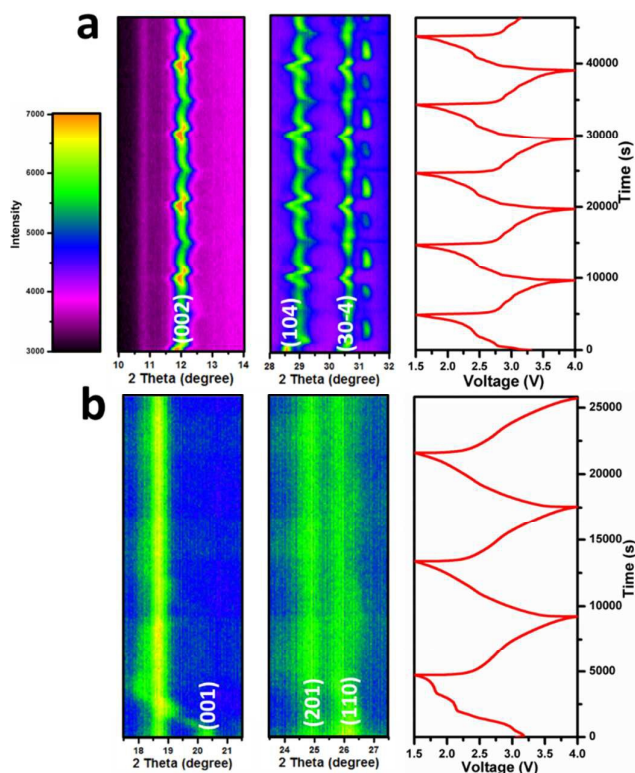 a
7000
6000
5000
4000
3000
Intensity
(002)
10 11 12 13 14
2 Theta (degree)
(104)
(30-4)
28 29 30 31 32
2 Theta (degree)
40000
30000
20000
10000
0
Time (s)
1.5 2.0 2.5 3.0 3.5 4.0
Voltage (V)
b
(001)
18 19 20 21
2 Theta (degree)
(201)
(110)
24 25 26 27
2 Theta (degree)
25000
20000
15000
10000
5000
0
Time (s)
1.5 2.0 2.5 3.0 3.5 4.0
Voltage (V)